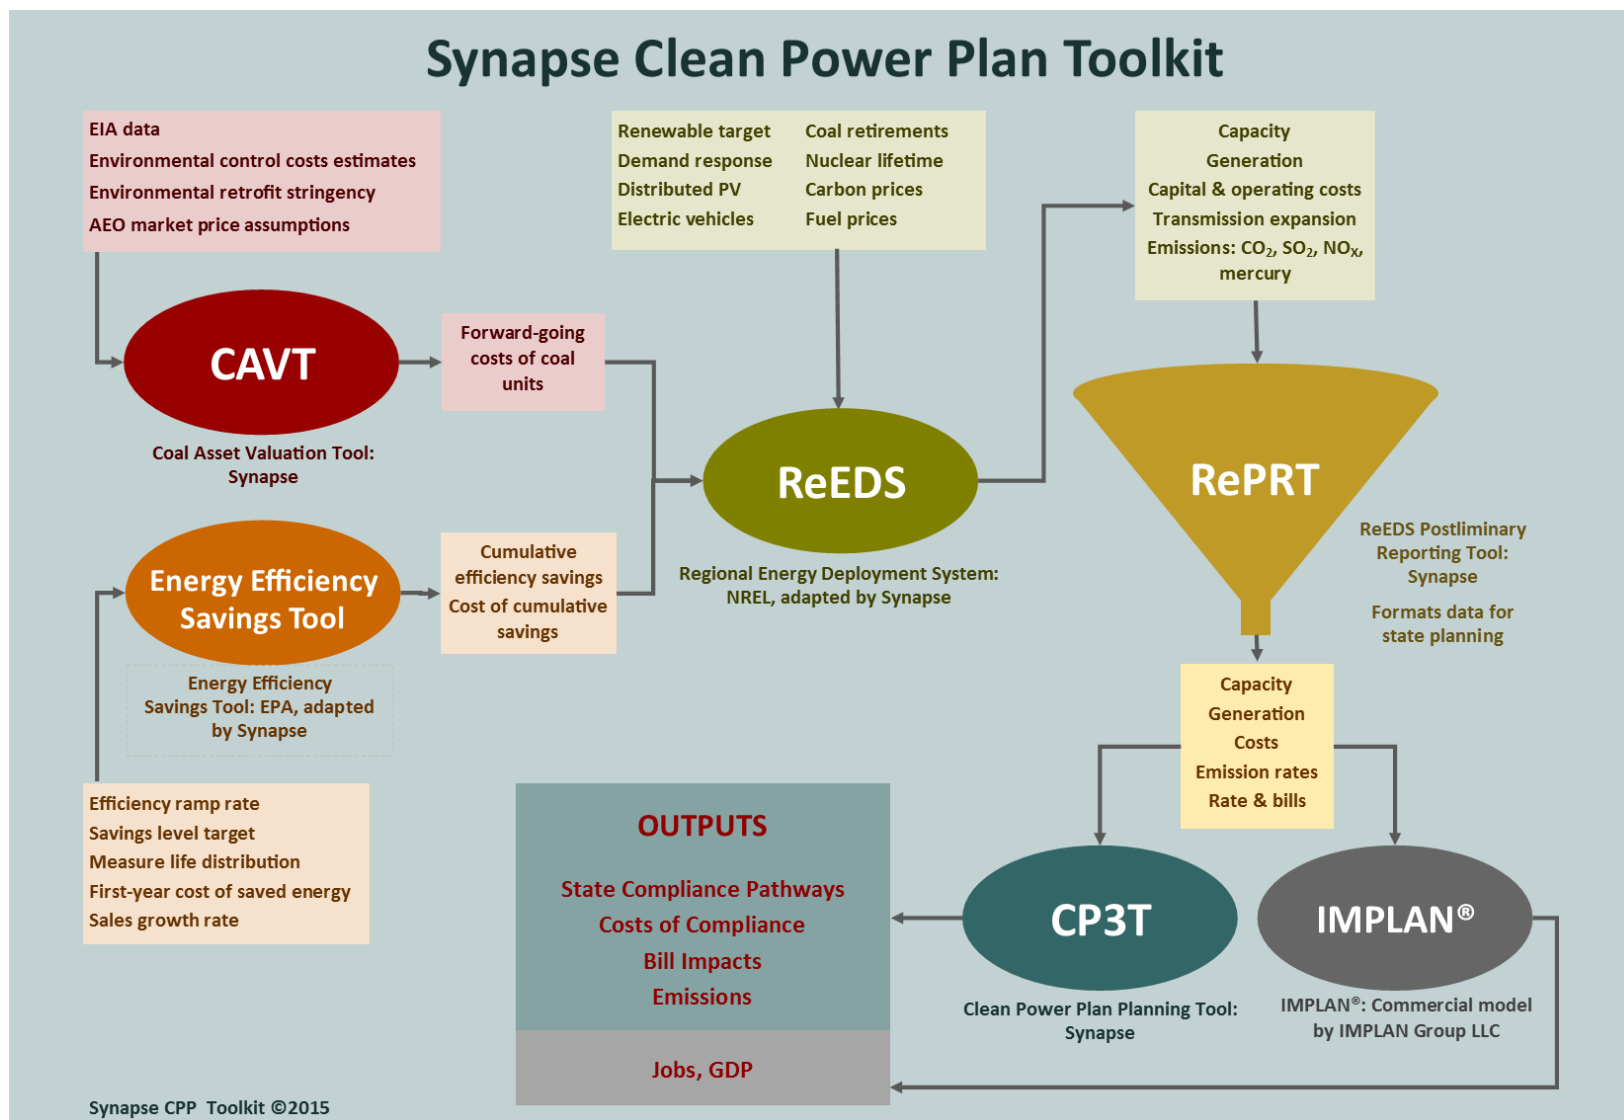 Synapse Clean Power Plan Toolkit
EIA data
Environmental control costs estimates
Environmental retrofit stringency
AEO market price assumptions
Renewable target
Demand response
Distributed PV
Electric vehicles
Coal retirements
Nuclear lifetime
Carbon prices
Fuel prices
Capacity
Generation
Capital & operating costs
Transmission expansion
Emissions: CO₂, SO₂, NOₓ,
mercury
CAVT
Coal Asset Valuation Tool:
Synapse
Forward-going
costs of coal
units
ReEDS
Regional Energy Deployment System:
NREL, adapted by Synapse
RePRT
ReEDS Postliminary
Reporting Tool:
Synapse
Formats data for
state planning
Energy Efficiency
Savings Tool
Energy Efficiency
Savings Tool: EPA, adapted
by Synapse
Cumulative
efficiency savings
Cost of cumulative
savings
Efficiency ramp rate
Savings level target
Measure life distribution
First-year cost of saved energy
Sales growth rate
Capacity
Generation
Costs
Emission rates
Rate & bills
OUTPUTS
State Compliance Pathways
Costs of Compliance
Bill Impacts
Emissions
Jobs, GDP
CP3T
Clean Power Plan Planning Tool:
Synapse
IMPLAN®
IMPLAN®: Commercial model
by IMPLAN Group LLC
Synapse CPP Toolkit ©2015